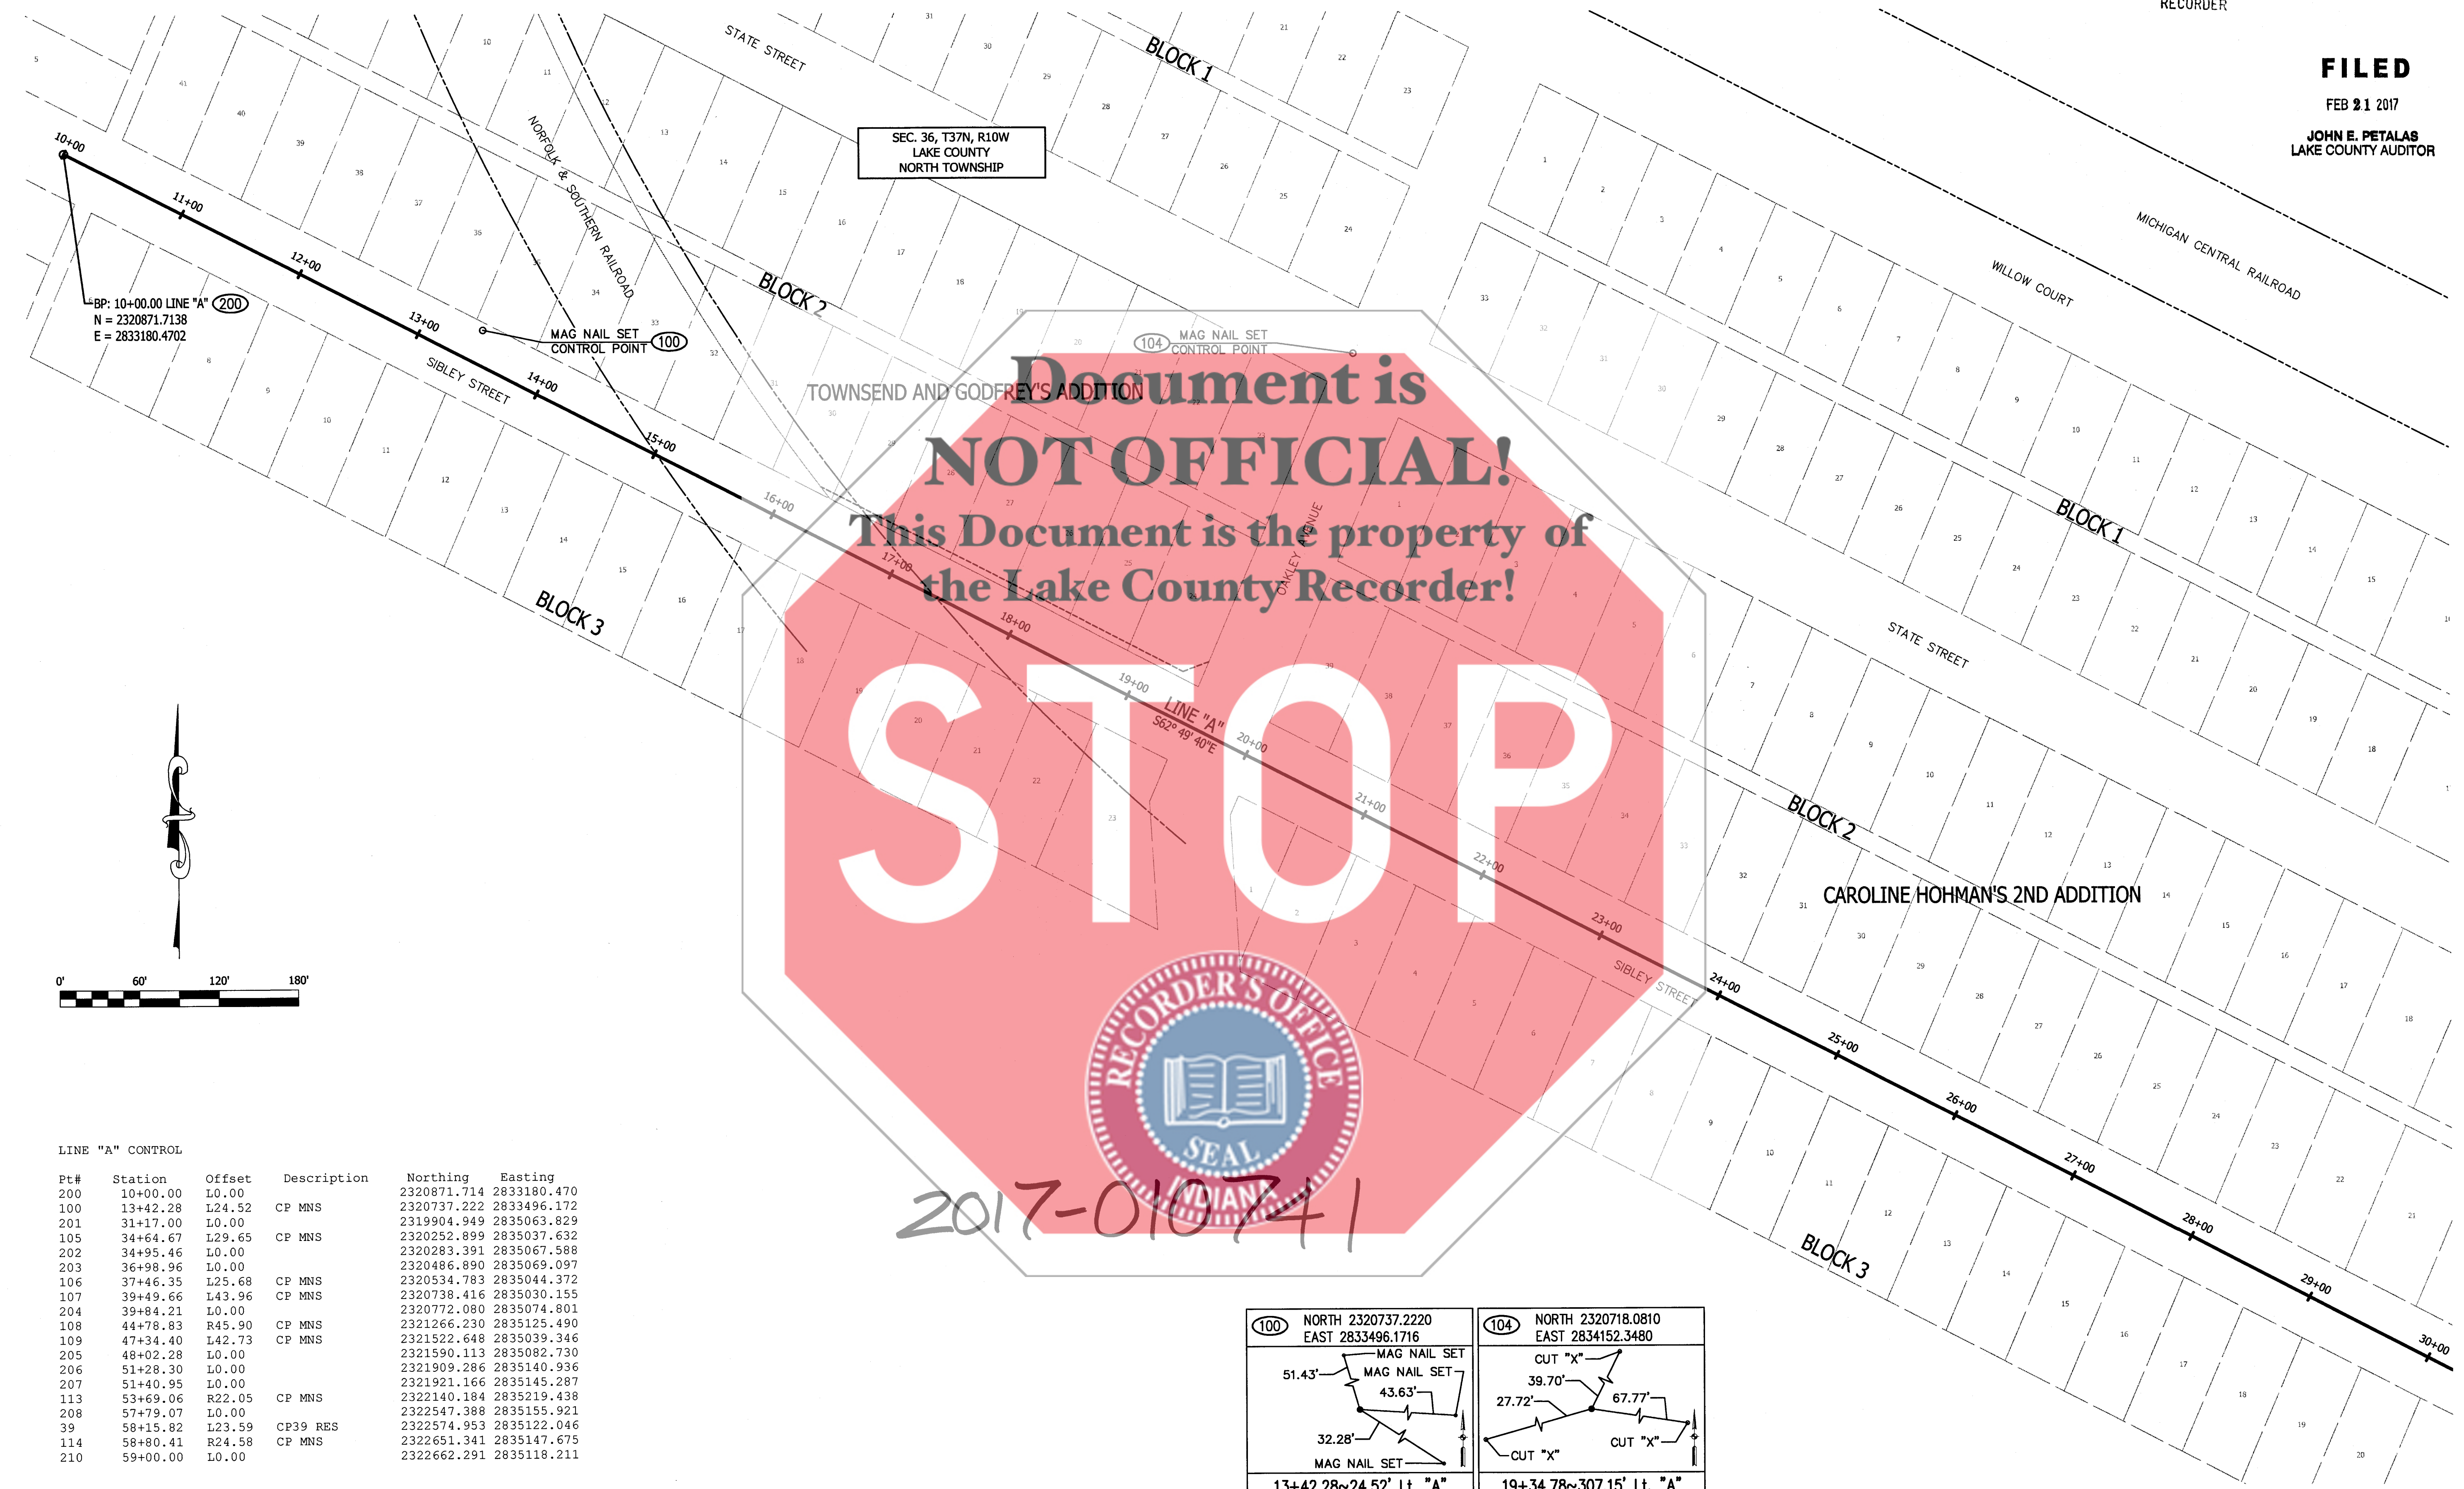 RECORDER
FILED
FEB 21 2017
JOHN E. PETALAS
LAKE COUNTY AUDITOR
SEC. 36, T37N, R10W
LAKE COUNTY
NORTH TOWNSHIP
STATE STREET
BLOCK 1
NORFOLK & SOUTHERN RAILROAD
MICHIGAN CENTRAL RAILROAD
WILLOW COURT
10+00
11+00
12+00
13+00
14+00
15+00
16+00
17+00
18+00
19+00
20+00
21+00
22+00
23+00
24+00
25+00
26+00
27+00
28+00
29+00
30+00
BP: 10+00.00 LINE "A" 200
N = 2320871.7138
E = 2833180.4702
BLOCK 2
MAG NAIL SET
CONTROL POINT 100
104 MAG NAIL SET
CONTROL POINT
SIBLEY STREET
TOWNSEND AND GODFREY'S ADDITION
Document is
NOT OFFICIAL!
This Document is the property of
the Lake County Recorder!
STOP
OAKLEY AVENUE
BLOCK 1
BLOCK 3
STATE STREET
LINE "A"
S62° 49' 40"E
BLOCK 2
CAROLINE HOHMAN'S 2ND ADDITION
SIBLEY STREET
BLOCK 3
RECORDER'S OFFICE
SEAL
INDIANA
2017-010741
0' 60' 120' 180'
LINE "A" CONTROL
Pt# Station Offset Description Northing Easting
200 10+00.00 L0.00 2320871.714 2833180.470
100 13+42.28 L24.52 CP MNS 2320737.222 2833496.172
201 31+17.00 L0.00 2319904.949 2835063.829
105 34+64.67 L29.65 CP MNS 2320252.899 2835037.632
202 34+95.46 L0.00 2320283.391 2835067.588
203 36+98.96 L0.00 2320486.890 2835069.097
106 37+46.35 L25.68 CP MNS 2320534.783 2835044.372
107 39+49.66 L43.96 CP MNS 2320738.416 2835030.155
204 39+84.21 L0.00 2320772.080 2835074.801
108 44+78.83 R45.90 CP MNS 2321266.230 2835125.490
109 47+34.40 L42.73 CP MNS 2321522.648 2835039.346
205 48+02.28 L0.00 2321590.113 2835082.730
206 51+28.30 L0.00 2321909.286 2835140.936
207 51+40.95 L0.00 2321921.166 2835145.287
113 53+69.06 R22.05 CP MNS 2322140.184 2835219.438
208 57+79.07 L0.00 2322547.388 2835155.921
39 58+15.82 L23.59 CP39 RES 2322574.953 2835122.046
114 58+80.41 R24.58 CP MNS 2322651.341 2835147.675
210 59+00.00 L0.00 2322662.291 2835118.211
100 NORTH 2320737.2220
EAST 2833496.1716
MAG NAIL SET
51.43'
MAG NAIL SET
43.63'
32.28'
MAG NAIL SET
13+42.28~24.52' Lt. "A"
104 NORTH 2320718.0810
EAST 2834152.3480
CUT "X"
39.70'
27.72'
67.77'
CUT "X"
CUT "X"
19+34.78~307.15' Lt. "A"